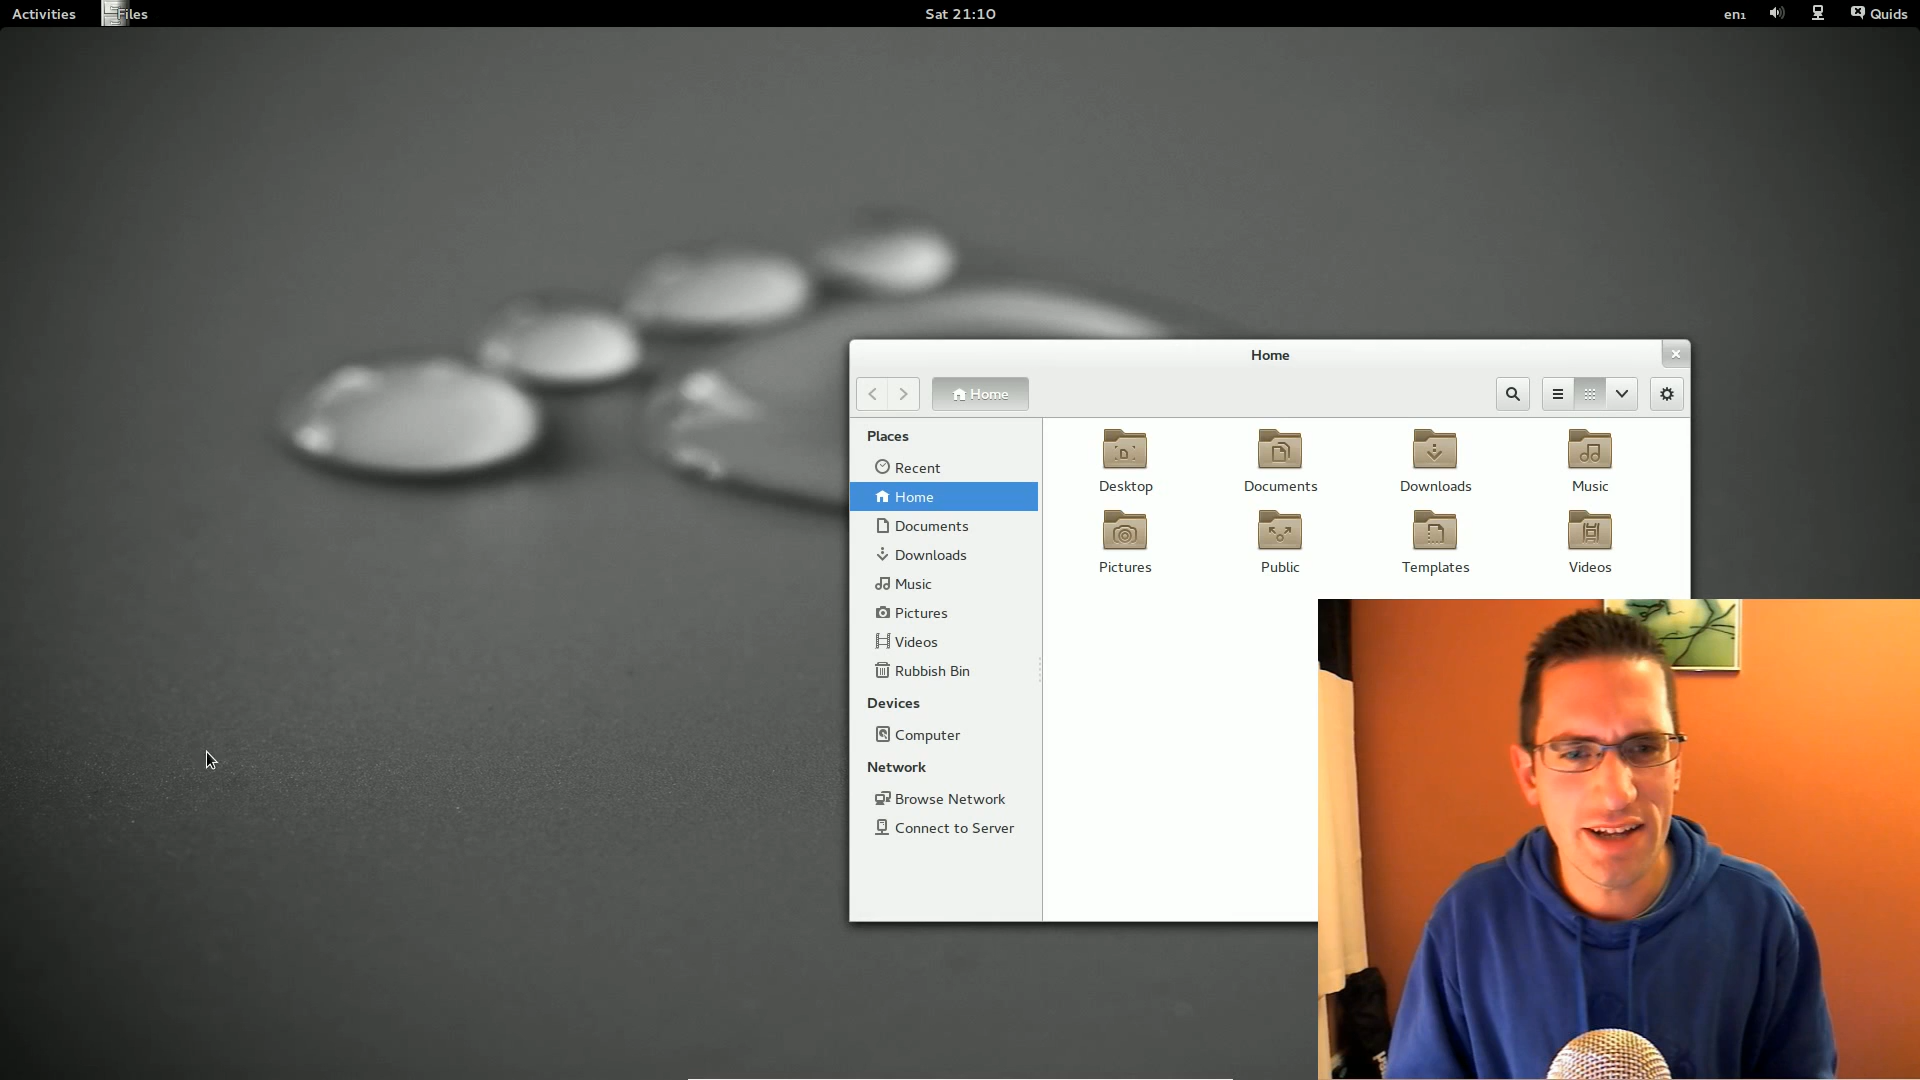 Activities Files Sat 21:10 en₁ Quids
Home
Home
Places
Recent
Home
Documents
Downloads
Music
Pictures
Videos
Rubbish Bin
Devices
Computer
Network
Browse Network
Connect to Server
Desktop Documents Downloads Music
Pictures Public Templates Videos